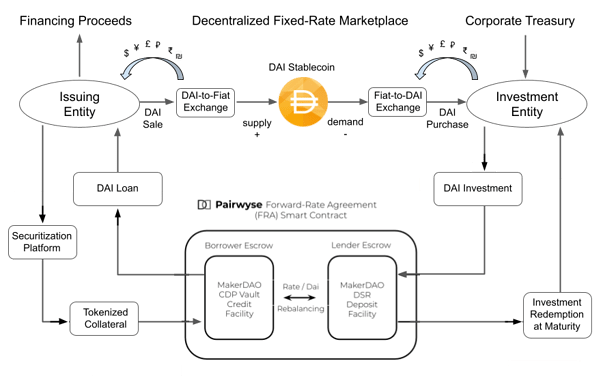 Financing Proceeds
Decentralized Fixed-Rate Marketplace
Corporate Treasury
$ ¥ £ ₽ ₹ ₪
$ ¥ £ ₽ ₹ ₪
DAI Stablecoin
Issuing
Entity
DAI
Sale
DAI-to-Fiat
Exchange
supply
+
demand
-
Fiat-to-DAI
Exchange
DAI
Purchase
Investment
Entity
DAI Loan
DAI Investment
Pairwyse Forward-Rate Agreement
(FRA) Smart Contract
Securitization
Platform
Borrower Escrow
Lender Escrow
MakerDAO
CDP Vault
Credit
Facility
Rate / Dai
Rebalancing
MakerDAO
DSR
Deposit
Facility
Tokenized
Collateral
Investment
Redemption
at Maturity